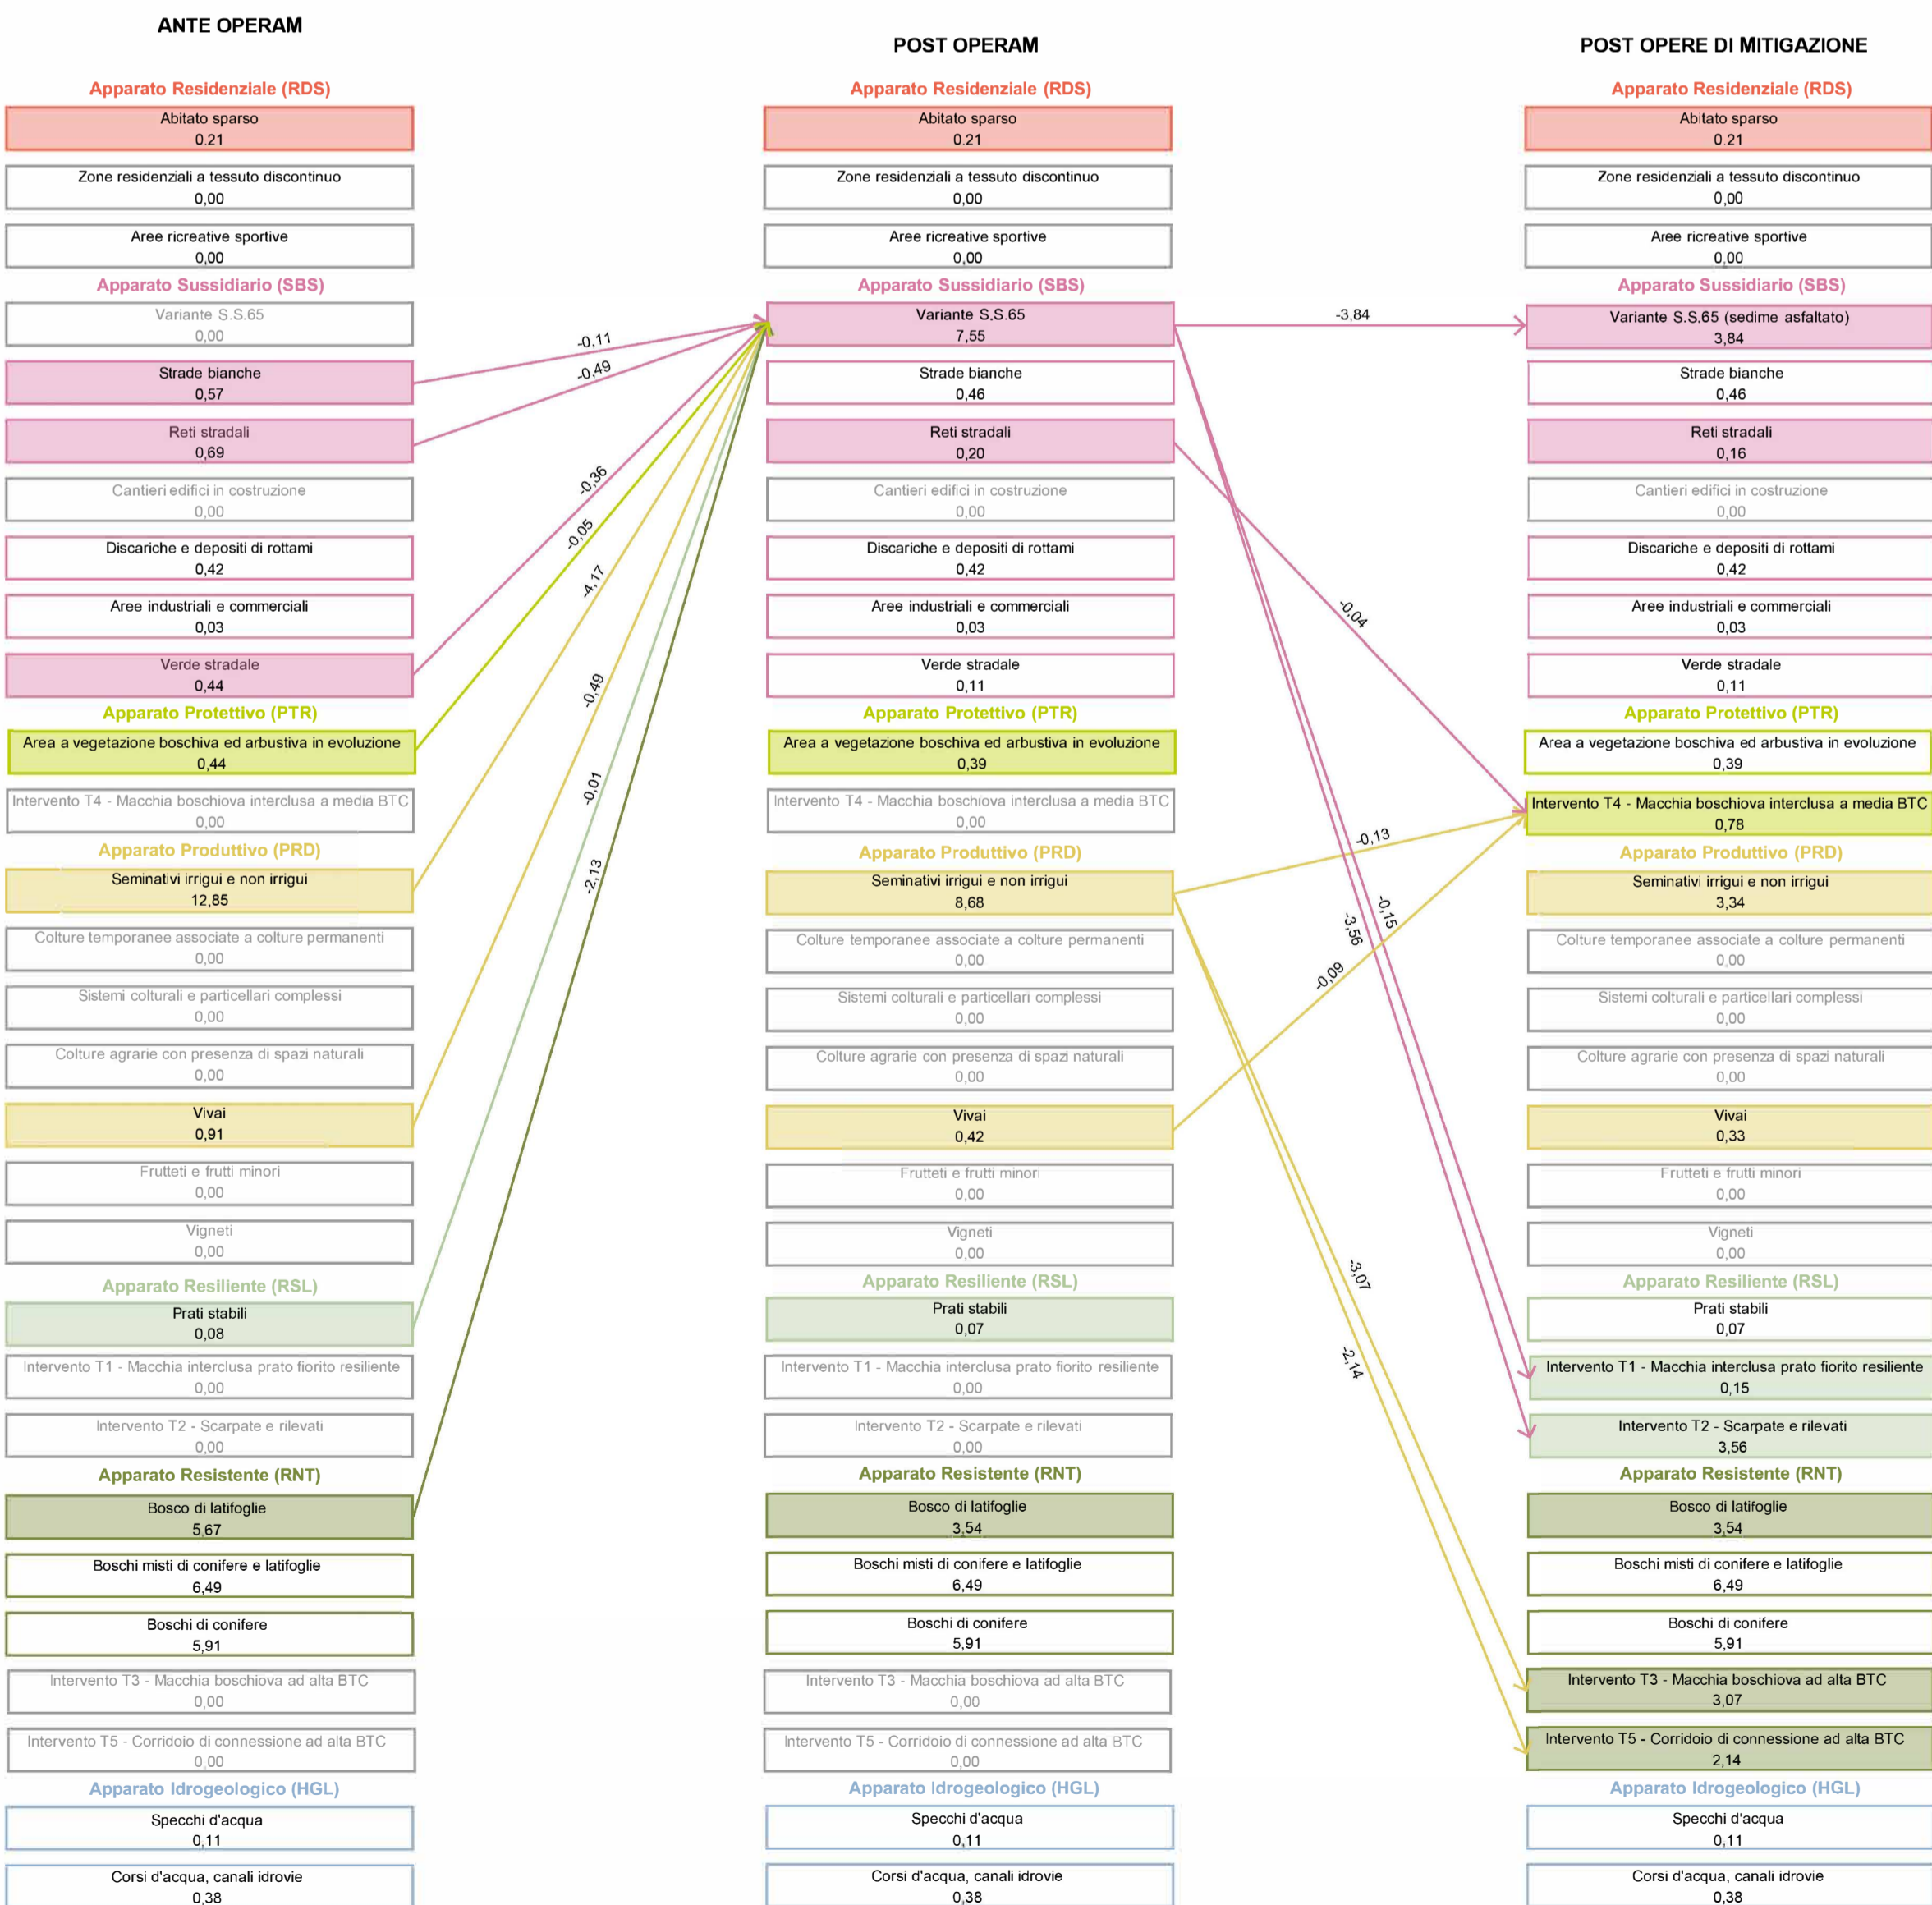 ANTE OPERAM
Apparato Residenziale (RDS)
Abitato sparso
0.21
Zone residenziali a tessuto discontinuo
0,00
Aree ricreative sportive
0,00
Apparato Sussidiario (SBS)
Variante S.S.65
0,00
Strade bianche
0,57
Reti stradali
0,69
Cantieri edifici in costruzione
0,00
Discariche e depositi di rottami
0,42
Aree industriali e commerciali
0,03
Verde stradale
0,44
Apparato Protettivo (PTR)
Area a vegetazione boschiva ed arbustiva in evoluzione
0,44
Intervento T4 - Macchia boschiova interclusa a media BTC
0,00
Apparato Produttivo (PRD)
Seminativi irrigui e non irrigui
12,85
Colture temporanee associate a colture permanenti
0,00
Sistemi colturali e particellari complessi
0,00
Colture agrarie con presenza di spazi naturali
0,00
Vivai
0,91
Frutteti e frutti minori
0,00
Vigneti
0,00
Apparato Resiliente (RSL)
Prati stabili
0,08
Intervento T1 - Macchia interclusa prato fiorito resiliente
0,00
Intervento T2 - Scarpate e rilevati
0,00
Apparato Resistente (RNT)
Bosco di latifoglie
5,67
Boschi misti di conifere e latifoglie
6,49
Boschi di conifere
5,91
Intervento T3 - Macchia boschiova ad alta BTC
0,00
Intervento T5 - Corridoio di connessione ad alta BTC
0,00
Apparato Idrogeologico (HGL)
Specchi d'acqua
0,11
Corsi d'acqua, canali idrovie
0,38
-0,11
-0,49
-0,36
-0,05
-4,17
-0,49
-0,01
-2,13
POST OPERAM
Apparato Residenziale (RDS)
Abitato sparso
0.21
Zone residenziali a tessuto discontinuo
0,00
Aree ricreative sportive
0,00
Apparato Sussidiario (SBS)
Variante S.S.65
7,55
Strade bianche
0,46
Reti stradali
0,20
Cantieri edifici in costruzione
0,00
Discariche e depositi di rottami
0,42
Aree industriali e commerciali
0,03
Verde stradale
0,11
Apparato Protettivo (PTR)
Area a vegetazione boschiva ed arbustiva in evoluzione
0,39
Intervento T4 - Macchia boschiova interclusa a media BTC
0,00
Apparato Produttivo (PRD)
Seminativi irrigui e non irrigui
8,68
Colture temporanee associate a colture permanenti
0,00
Sistemi colturali e particellari complessi
0,00
Colture agrarie con presenza di spazi naturali
0,00
Vivai
0,42
Frutteti e frutti minori
0,00
Vigneti
0,00
Apparato Resiliente (RSL)
Prati stabili
0,07
Intervento T1 - Macchia interclusa prato fiorito resiliente
0,00
Intervento T2 - Scarpate e rilevati
0,00
Apparato Resistente (RNT)
Bosco di latifoglie
3,54
Boschi misti di conifere e latifoglie
6,49
Boschi di conifere
5,91
Intervento T3 - Macchia boschiova ad alta BTC
0,00
Intervento T5 - Corridoio di connessione ad alta BTC
0,00
Apparato Idrogeologico (HGL)
Specchi d'acqua
0,11
Corsi d'acqua, canali idrovie
0,38
-3,84
-0,04
-0,13
-0,15
-3,56
-0,09
-3,07
-2,14
POST OPERE DI MITIGAZIONE
Apparato Residenziale (RDS)
Abitato sparso
0.21
Zone residenziali a tessuto discontinuo
0,00
Aree ricreative sportive
0,00
Apparato Sussidiario (SBS)
Variante S.S.65 (sedime asfaltato)
3,84
Strade bianche
0,46
Reti stradali
0,16
Cantieri edifici in costruzione
0,00
Discariche e depositi di rottami
0,42
Aree industriali e commerciali
0,03
Verde stradale
0,11
Apparato Protettivo (PTR)
Area a vegetazione boschiva ed arbustiva in evoluzione
0,39
Intervento T4 - Macchia boschiova interclusa a media BTC
0,78
Apparato Produttivo (PRD)
Seminativi irrigui e non irrigui
3,34
Colture temporanee associate a colture permanenti
0,00
Sistemi colturali e particellari complessi
0,00
Colture agrarie con presenza di spazi naturali
0,00
Vivai
0,33
Frutteti e frutti minori
0,00
Vigneti
0,00
Apparato Resiliente (RSL)
Prati stabili
0,07
Intervento T1 - Macchia interclusa prato fiorito resiliente
0,15
Intervento T2 - Scarpate e rilevati
3,56
Apparato Resistente (RNT)
Bosco di latifoglie
3,54
Boschi misti di conifere e latifoglie
6,49
Boschi di conifere
5,91
Intervento T3 - Macchia boschiova ad alta BTC
3,07
Intervento T5 - Corridoio di connessione ad alta BTC
2,14
Apparato Idrogeologico (HGL)
Specchi d'acqua
0,11
Corsi d'acqua, canali idrovie
0,38